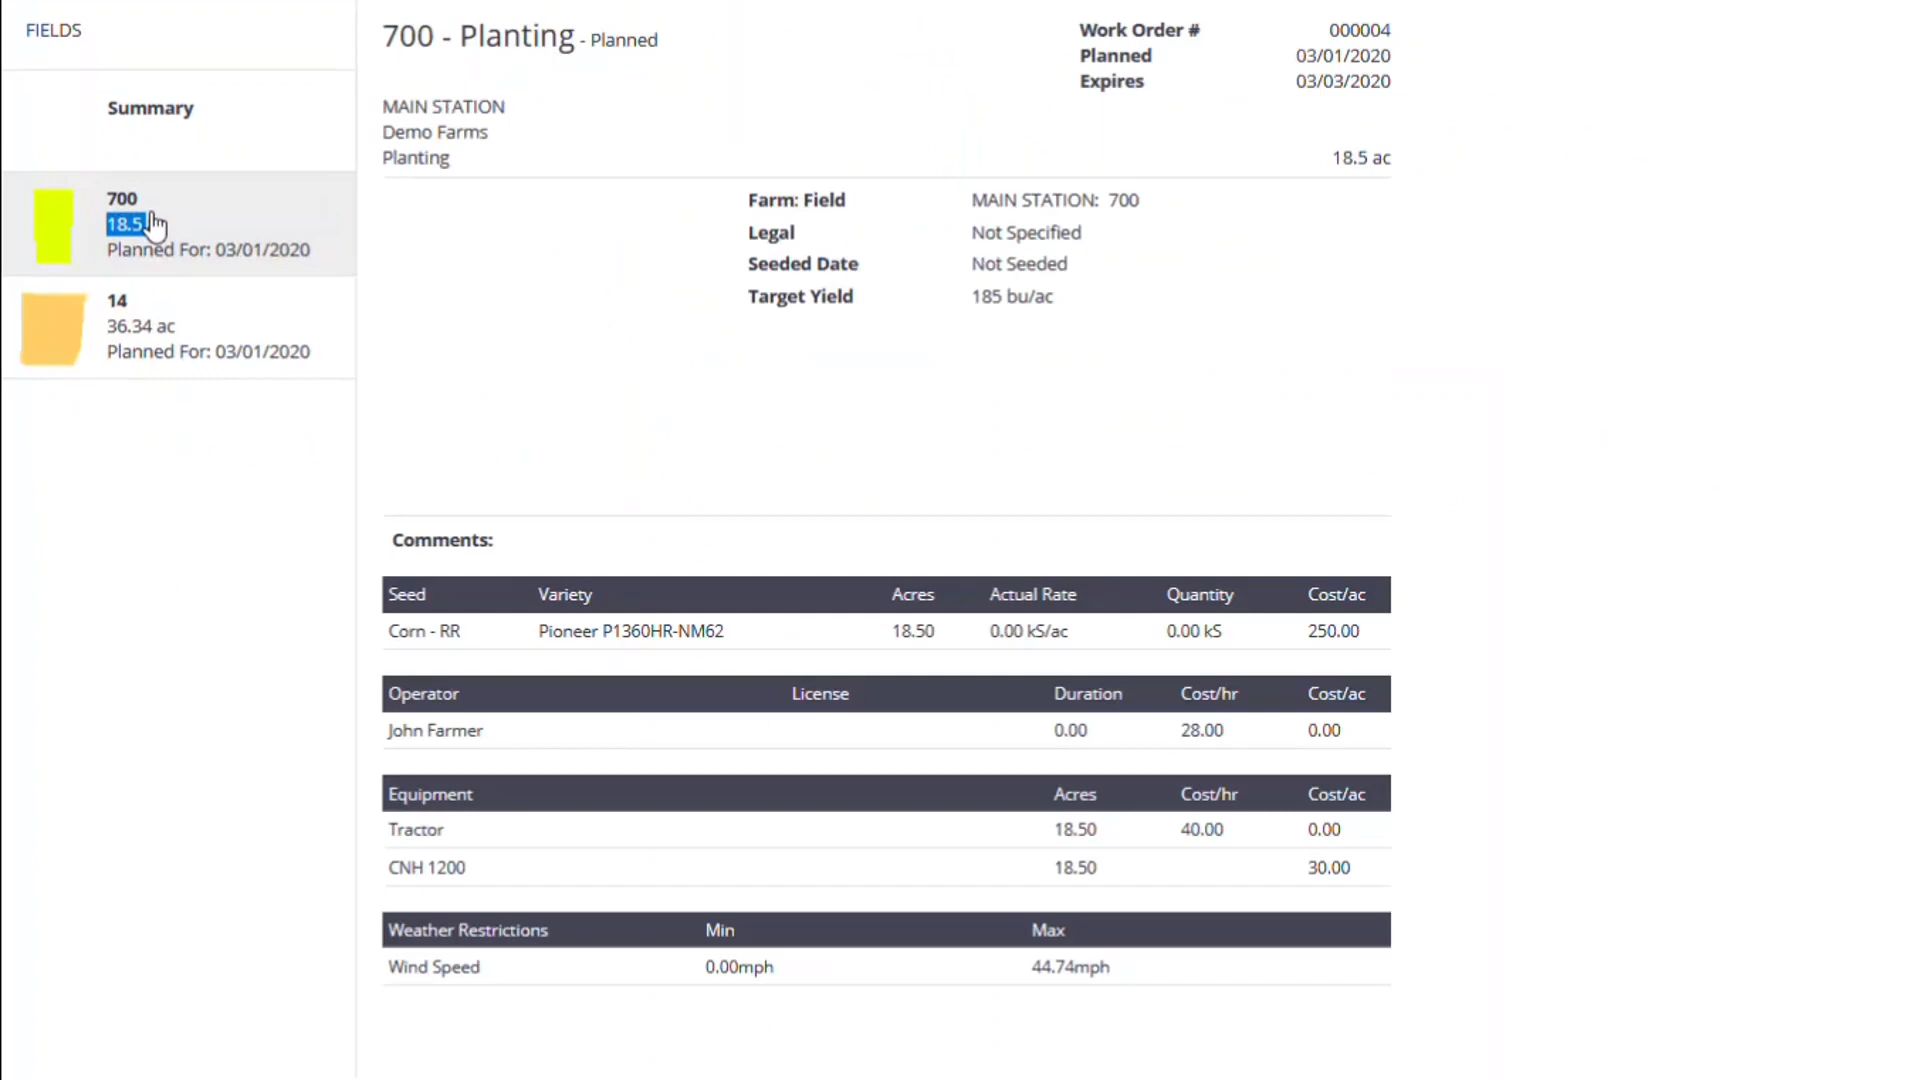 FIELDS
Summary
700
18.5
Planned For: 03/01/2020
14
36.34 ac
Planned For: 03/01/2020
700 - Planting - Planned
Work Order # 000004
Planned 03/01/2020
Expires 03/03/2020
MAIN STATION
Demo Farms
Planting 18.5 ac
Farm: Field MAIN STATION: 700
Legal Not Specified
Seeded Date Not Seeded
Target Yield 185 bu/ac
Comments:
Seed Variety Acres Actual Rate Quantity Cost/ac
Corn - RR Pioneer P1360HR-NM62 18.50 0.00 kS/ac 0.00 kS 250.00
Operator License Duration Cost/hr Cost/ac
John Farmer 0.00 28.00 0.00
Equipment Acres Cost/hr Cost/ac
Tractor 18.50 40.00 0.00
CNH 1200 18.50 30.00
Weather Restrictions Min Max
Wind Speed 0.00mph 44.74mph